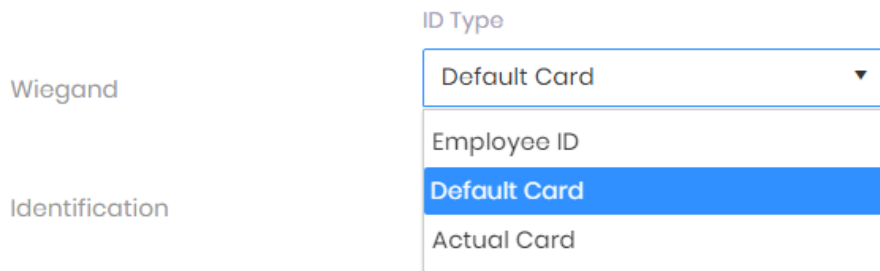 ID Type
Wiegand
Default Card
Employee ID
Default Card
Identification
Actual Card